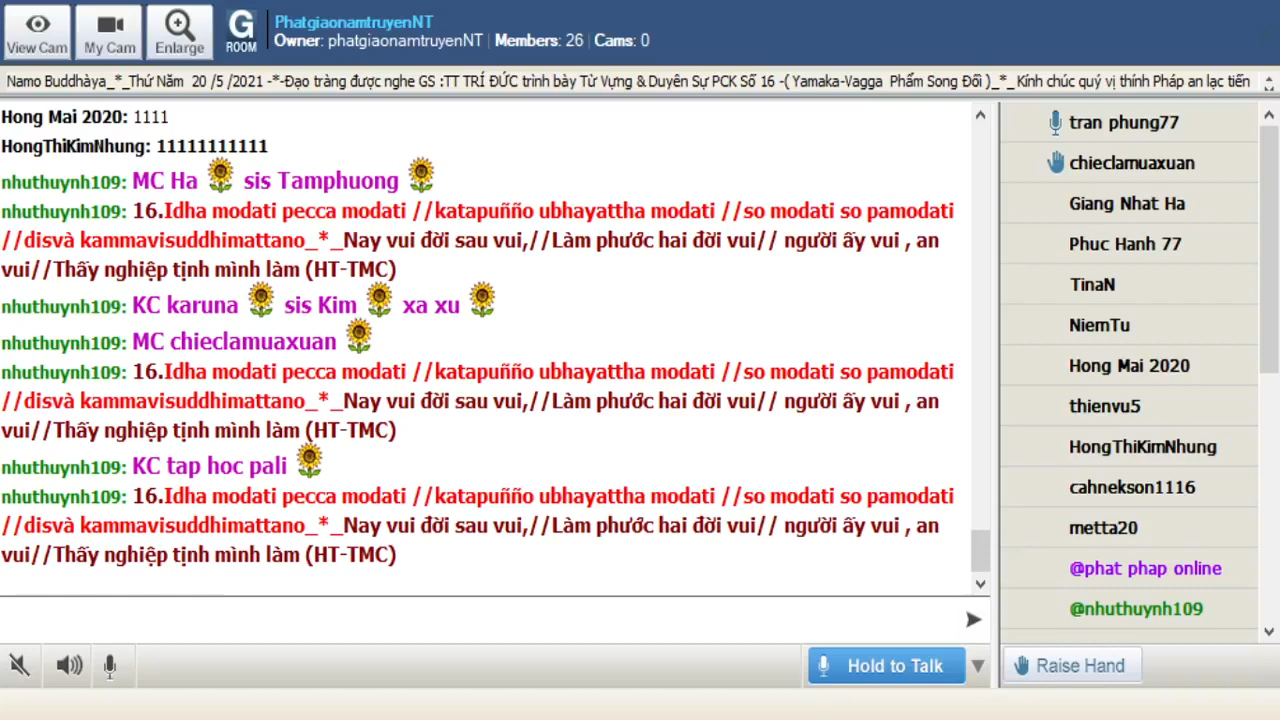 View Cam
My Cam
Enlarge
G
ROOM
PhatgiaonamtruyenNT
Owner: phatgiaonamtruyenNT | Members: 26 | Cams: 0
Namo Buddhàya_*_Thứ Năm 20 /5 /2021 -*-Đạo tràng được nghe GS :TT TRÍ ĐỨC trình bày Từ Vựng & Duyên Sự PCK Số 16 -( Yamaka-Vagga Phẩm Song Đối )_*_ Kính chúc quý vị thính Pháp an lạc tiến
Hong Mai 2020: 1111
HongThiKimNhung: 11111111111
nhuthuynh109: MC Ha 🌻 sis Tamphuong 🌻
nhuthuynh109: 16.Idha modati pecca modati //katapuñño ubhayattha modati //so modati so pamodati
//disvà kammavisuddhimattano_*_Nay vui đời sau vui,//Làm phước hai đời vui// người ấy vui , an
vui//Thấy nghiệp tịnh mình làm (HT-TMC)
nhuthuynh109: KC karuna 🌻 sis Kim 🌻 xa xu 🌻
nhuthuynh109: MC chieclamuaxuan 🌻
nhuthuynh109: 16.Idha modati pecca modati //katapuñño ubhayattha modati //so modati so pamodati
//disvà kammavisuddhimattano_*_Nay vui đời sau vui,//Làm phước hai đời vui// người ấy vui , an
vui//Thấy nghiệp tịnh mình làm (HT-TMC)
nhuthuynh109: KC tap hoc pali 🌻
nhuthuynh109: 16.Idha modati pecca modati //katapuñño ubhayattha modati //so modati so pamodati
//disvà kammavisuddhimattano_*_Nay vui đời sau vui,//Làm phước hai đời vui// người ấy vui , an
vui//Thấy nghiệp tịnh mình làm (HT-TMC)
tran phung77
chieclamuaxuan
Giang Nhat Ha
Phuc Hanh 77
TinaN
NiemTu
Hong Mai 2020
thienvu5
HongThiKimNhung
cahnekson1116
metta20
@phat phap online
@nhuthuynh109
Hold to Talk
Raise Hand